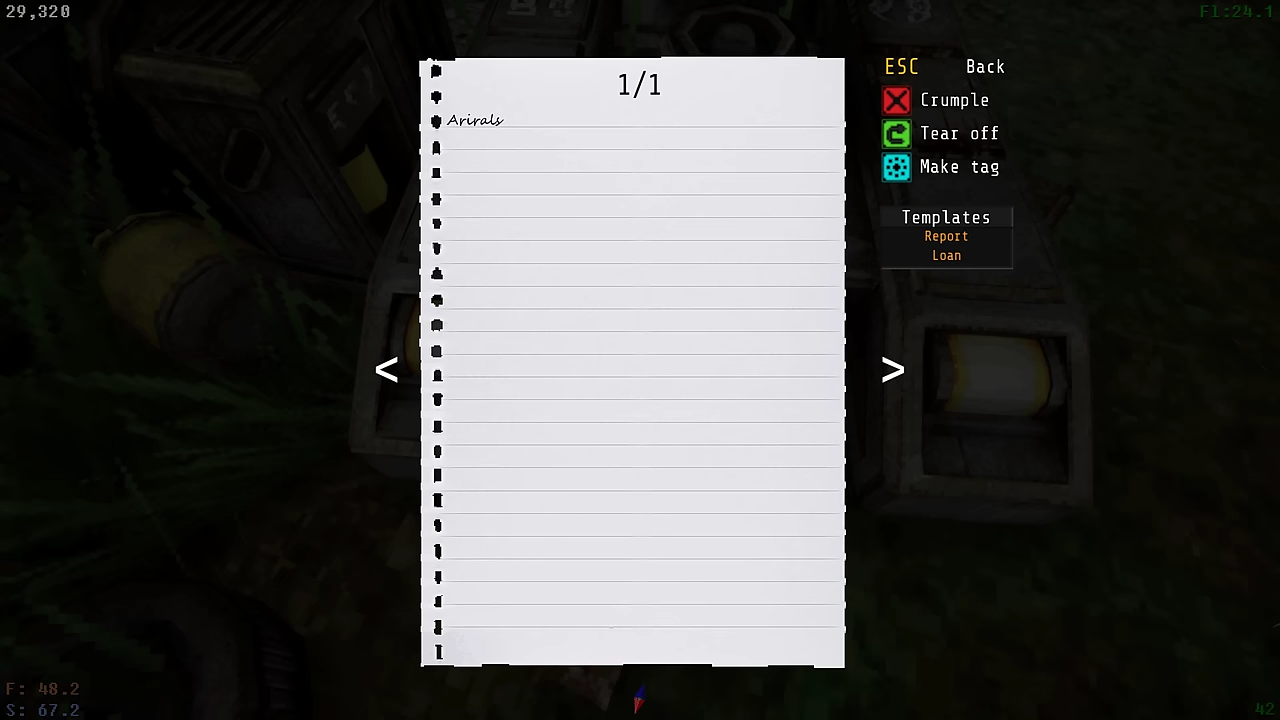 29,320
Fl:24.1
1/1
Arirals
ESC Back
Crumple
Tear off
Make tag
Templates
Report
Loan
<
>
F: 48.2
S: 67.2
42